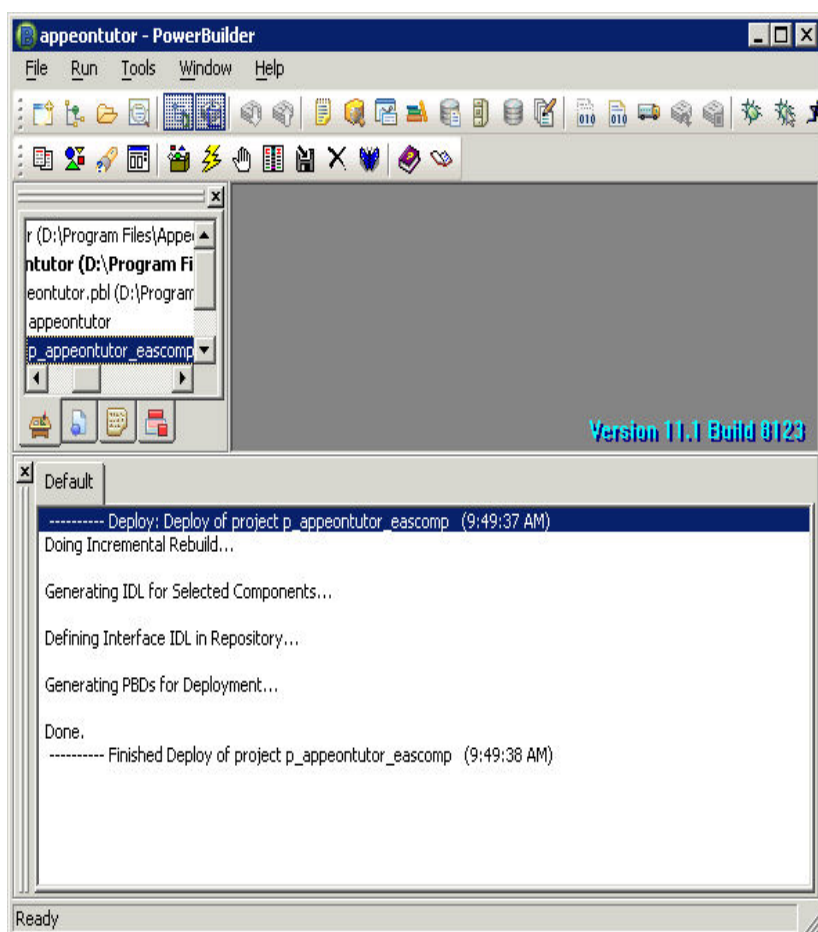 appeontutor - PowerBuilder
File Run Tools Window Help
r (D:\Program Files\Appe
ntutor (D:\Program Fi
eontutor.pbl (D:\Program
appeontutor
p_appeontutor_eascomp
Version 11.1 Build 8123
Default
---------- Deploy: Deploy of project p_appeontutor_eascomp (9:49:37 AM)
Doing Incremental Rebuild...
Generating IDL for Selected Components...
Defining Interface IDL in Repository...
Generating PBDs for Deployment...
Done.
---------- Finished Deploy of project p_appeontutor_eascomp (9:49:38 AM)
Ready